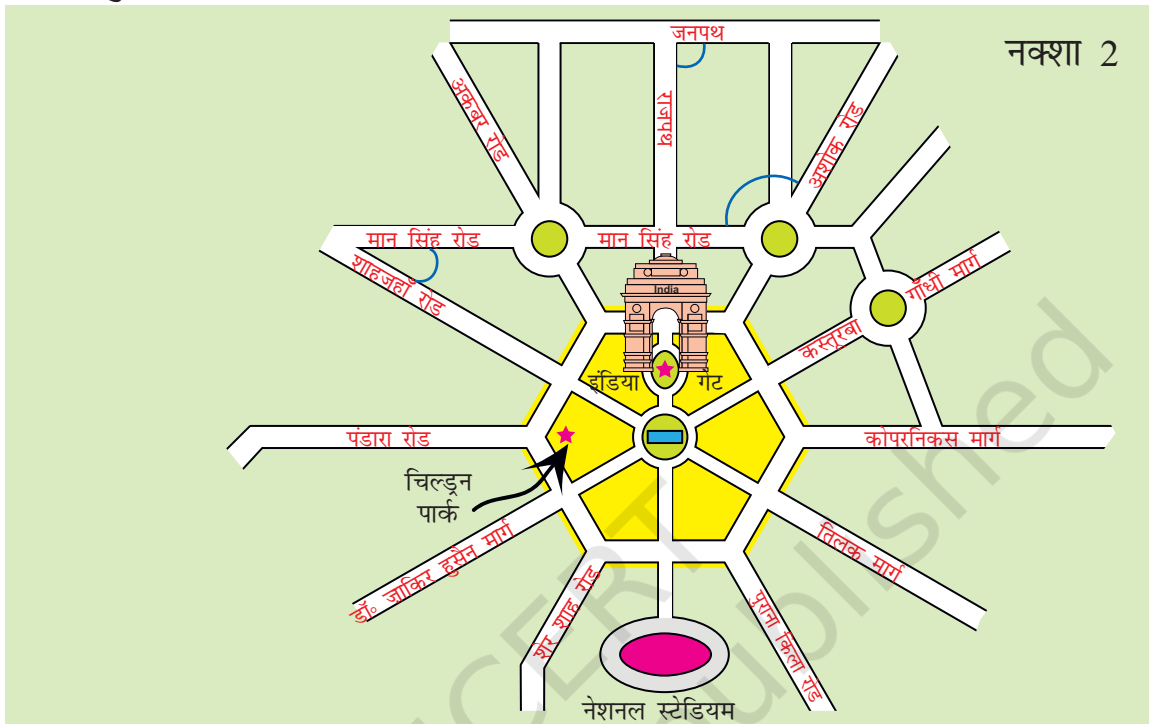 जनपथ
नक्शा 2
अकबर रोड
राजपथ
अशोक रोड
मान सिंह रोड
मान सिंह रोड
शाहजहाँ रोड
India
गाँधी मार्ग
कस्तूरबा
इंडिया गेट
पंडारा रोड
कोपरनिकस मार्ग
चिल्ड्रन
पार्क
डॉ॰ ज़ाकिर हुसैन मार्ग
तिलक मार्ग
शेर शाह रोड
पुराना किला रोड
नेशनल स्टेडियम